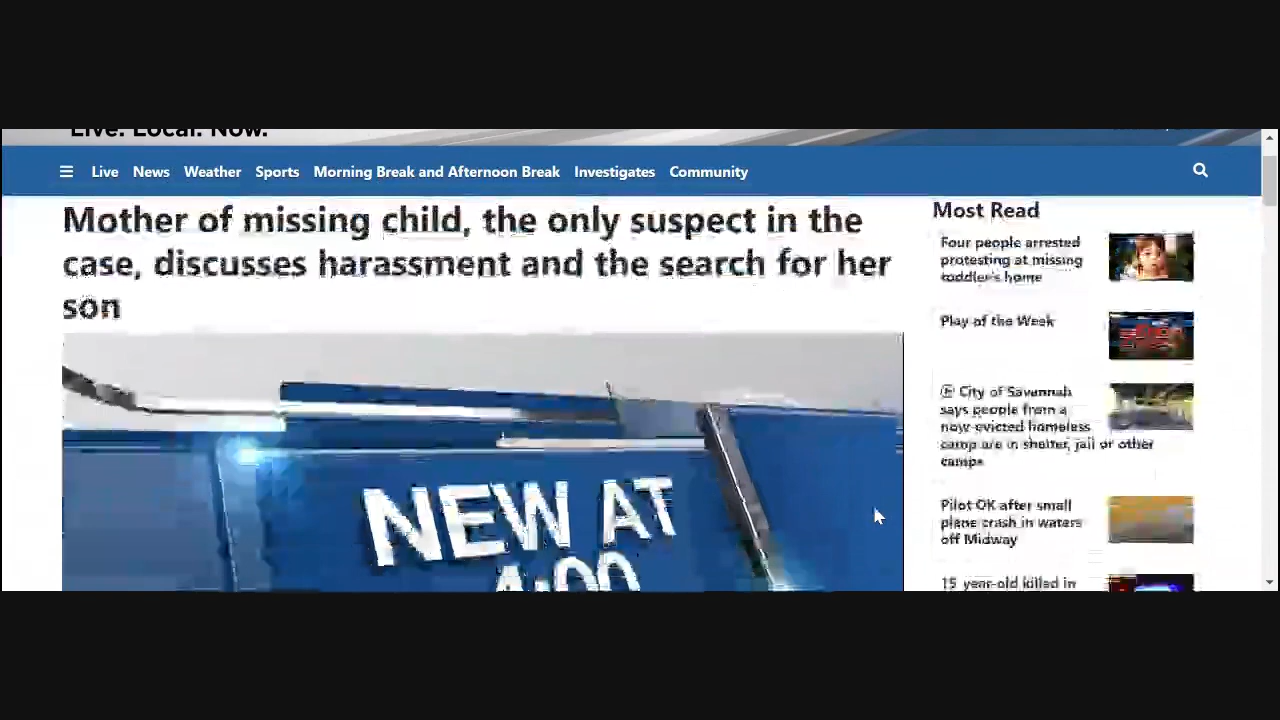 Live. Local. Now.
Live News Weather Sports Morning Break and Afternoon Break Investigates Community
Mother of missing child, the only suspect in the
case, discusses harassment and the search for her
son
NEW AT
4:00
Most Read
Four people arrested
protesting at missing
toddler's home
Play of the Week
City of Savannah
says people from a
now-evicted homeless
camp are in shelter, jail or other
camps
Pilot OK after small
plane crash in waters
off Midway
15-year-old killed in